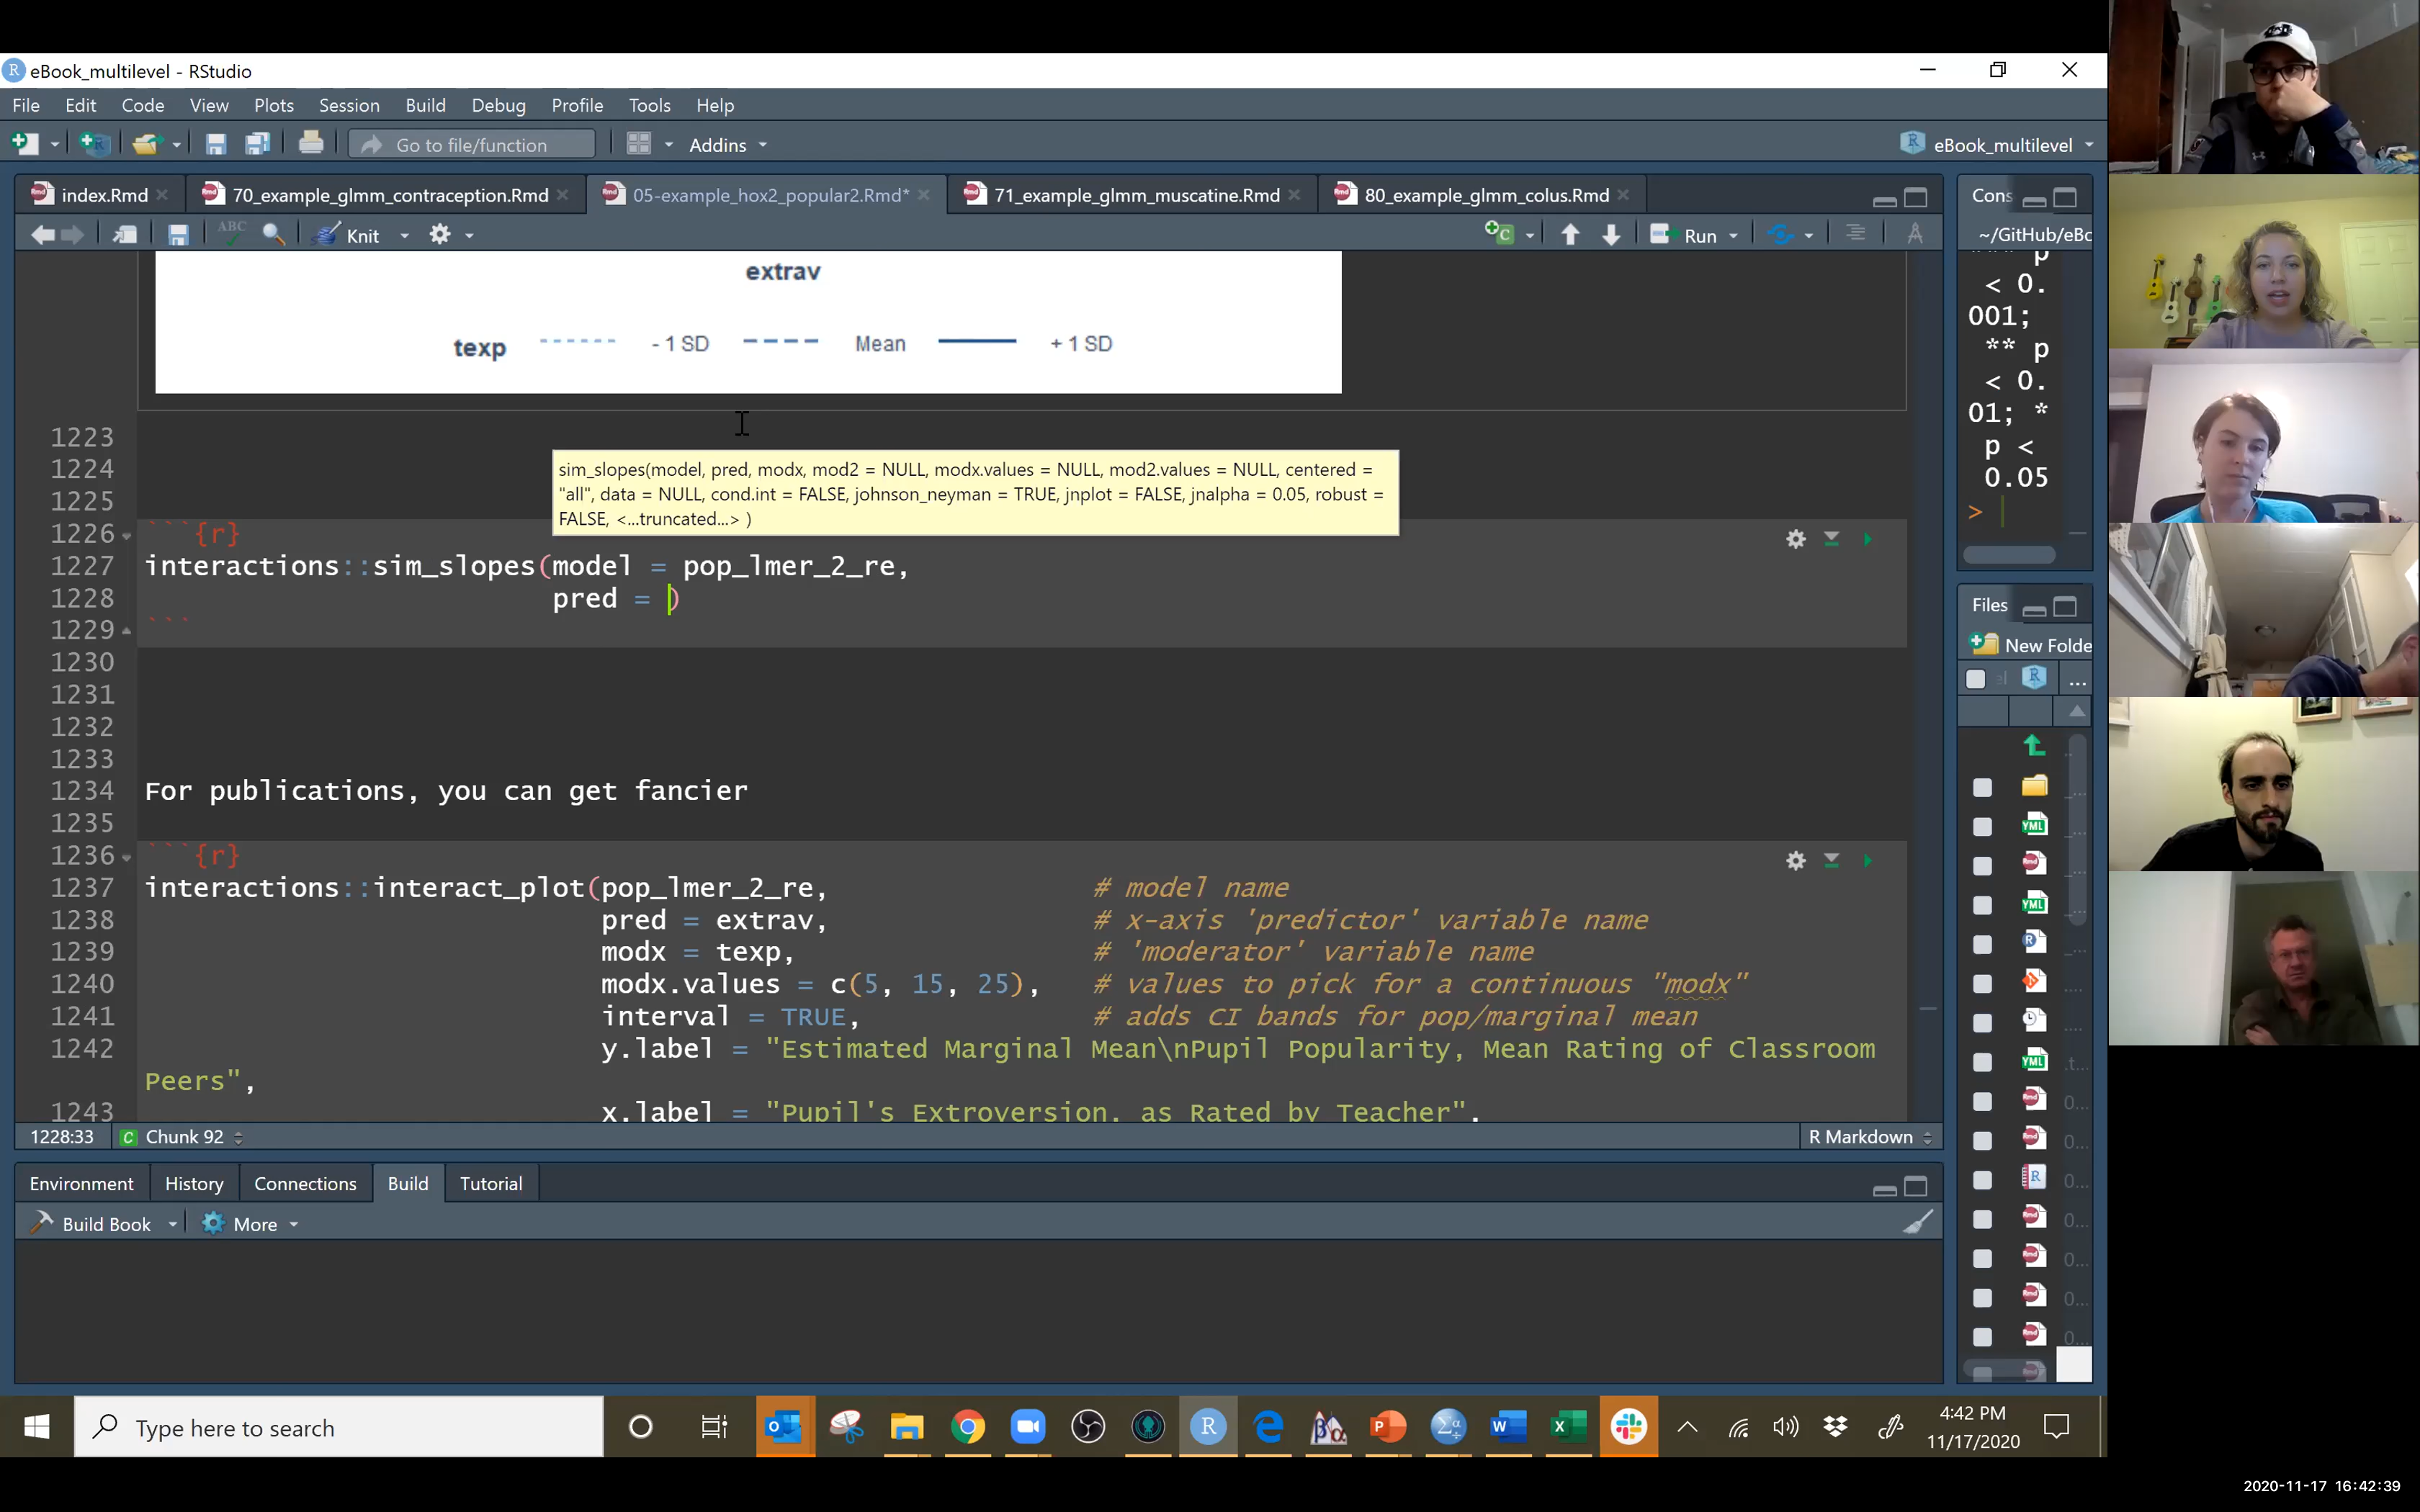 eBook_multilevel - RStudio
File Edit Code View Plots Session Build Debug Profile Tools Help
Go to file/function Addins eBook_multilevel
index.Rmd 70_example_glmm_contraception.Rmd 05-example_hox2_popular2.Rmd* 71_example_glmm_muscatine.Rmd 80_example_glmm_colus.Rmd
ABC Knit Run
extrav
texp - 1 SD Mean + 1 SD
1223
1224
1225
sim_slopes(model, pred, modx, mod2 = NULL, modx.values = NULL, mod2.values = NULL, centered =
"all", data = NULL, cond.int = FALSE, johnson_neyman = TRUE, jnplot = FALSE, jnalpha = 0.05, robust =
FALSE, <...truncated...> )
1226 ```{r}
1227 interactions::sim_slopes(model = pop_lmer_2_re,
1228 pred = )
1229 ```
1230
1231
1232
1233
1234 For publications, you can get fancier
1235
1236 ```{r}
1237 interactions::interact_plot(pop_lmer_2_re, # model name
1238 pred = extrav, # x-axis 'predictor' variable name
1239 modx = texp, # 'moderator' variable name
1240 modx.values = c(5, 15, 25), # values to pick for a continuous "modx"
1241 interval = TRUE, # adds CI bands for pop/marginal mean
1242 y.label = "Estimated Marginal Mean\nPupil Popularity, Mean Rating of Classroom
Peers",
1243 x.label = "Pupil's Extroversion, as Rated by Teacher",
1228:33 Chunk 92 R Markdown
Environment History Connections Build Tutorial
Build Book More
Cons
~/GitHub/eBc
*** p
< 0.
001;
** p
< 0.
01; *
p <
0.05
>
Files
New Folde
Type here to search
4:42 PM
11/17/2020
2020-11-17 16:42:39